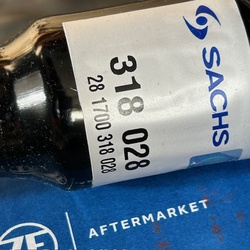 SACHS
318 028
28 1700 318 028
ZF
AFTERMARKET